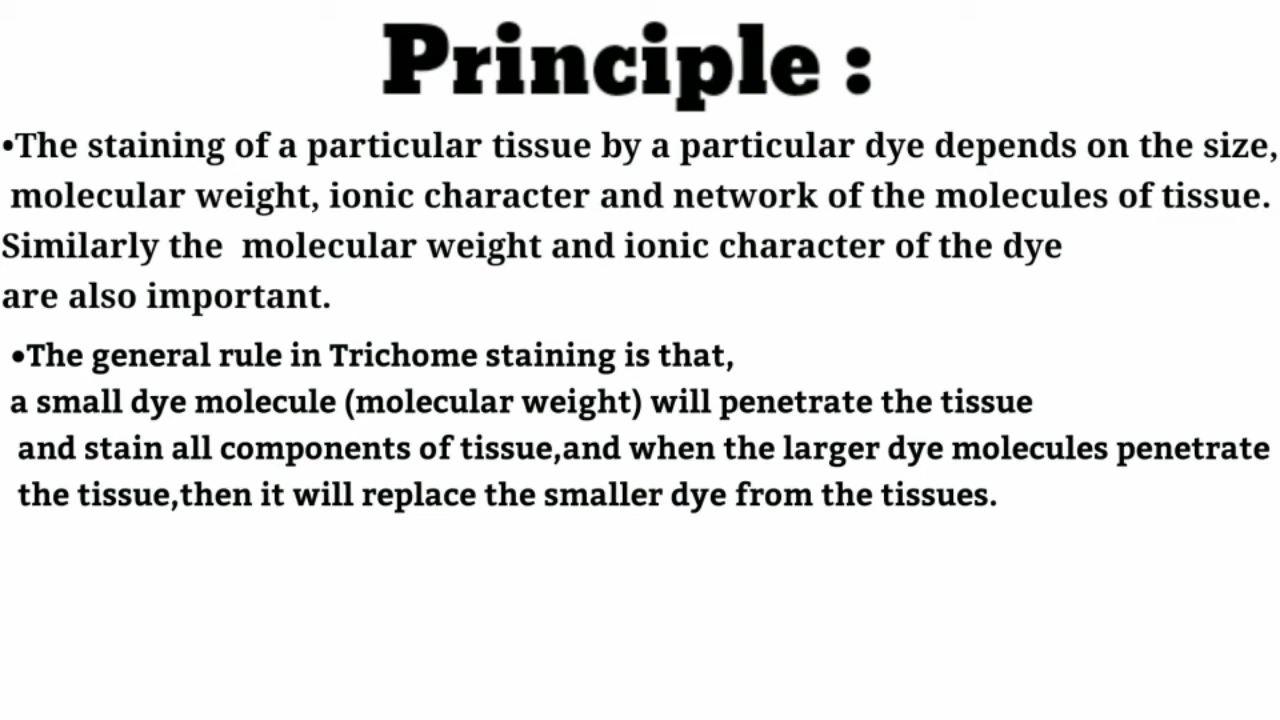 Principle :
•The staining of a particular tissue by a particular dye depends on the size,
molecular weight, ionic character and network of the molecules of tissue.
Similarly the molecular weight and ionic character of the dye
are also important.
•The general rule in Trichome staining is that,
a small dye molecule (molecular weight) will penetrate the tissue
and stain all components of tissue,and when the larger dye molecules penetrate
the tissue,then it will replace the smaller dye from the tissues.